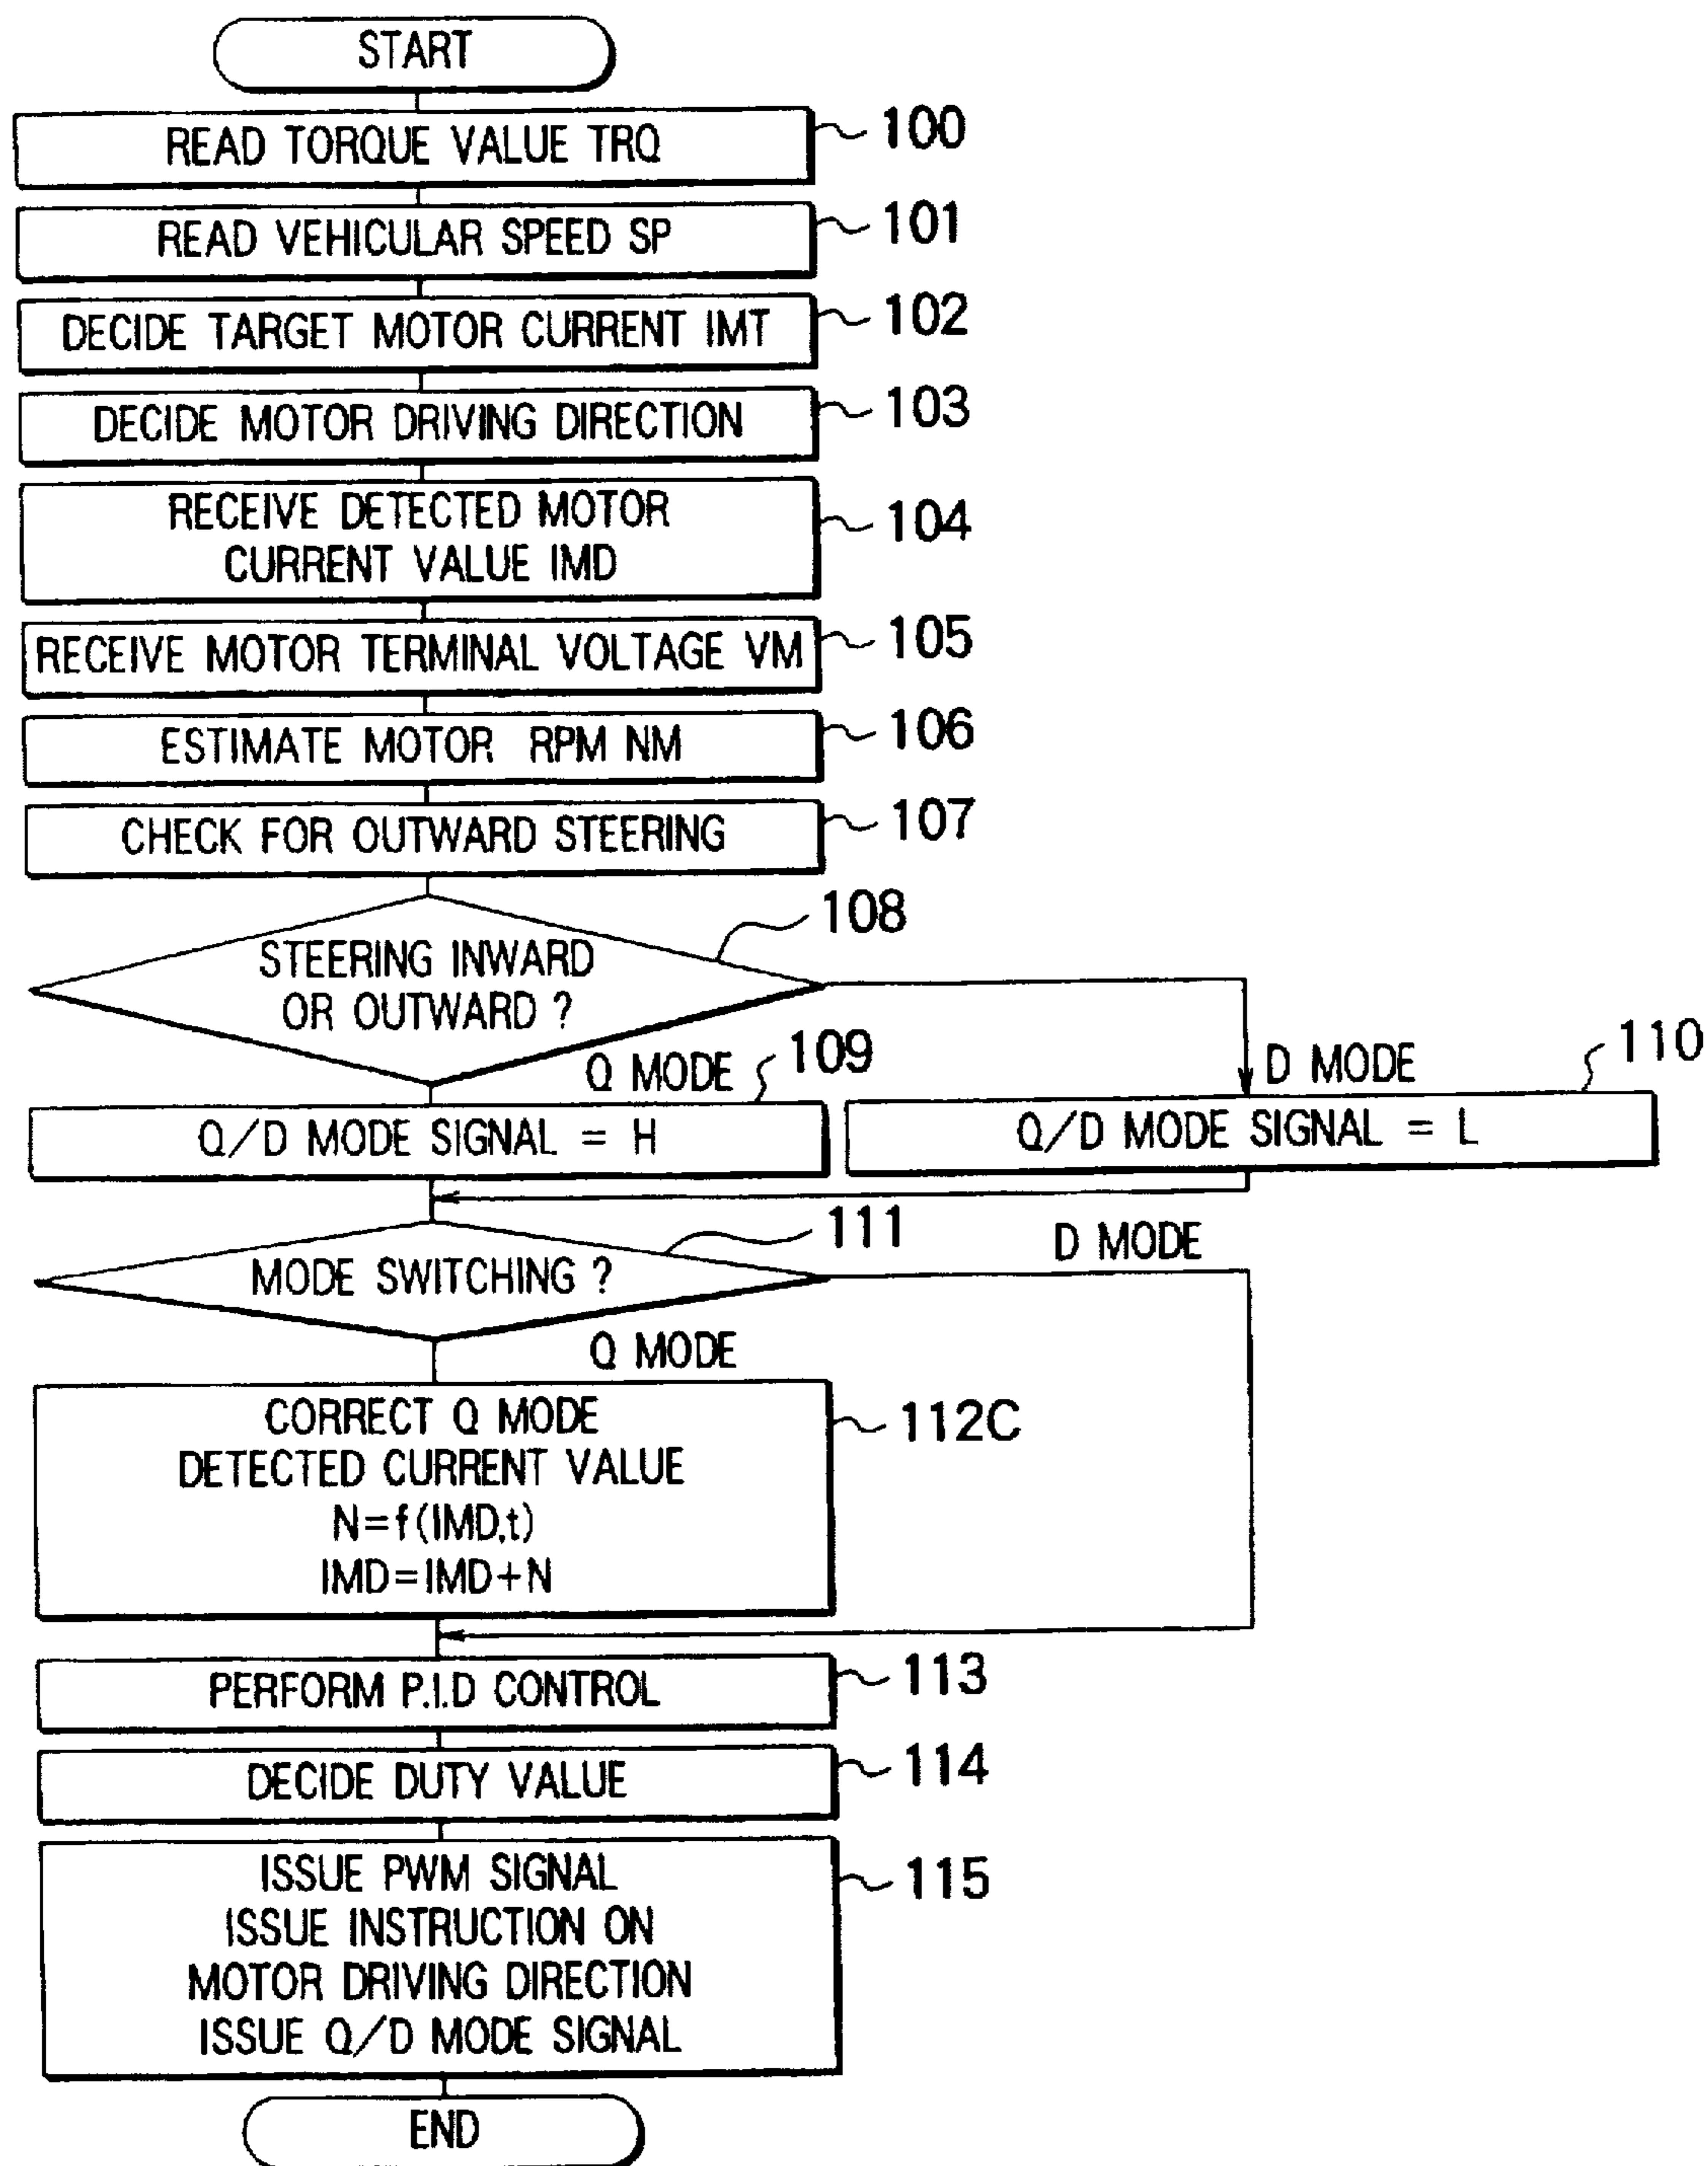 START
READ TORQUE VALUE TRQ
100
READ VEHICULAR SPEED SP
101
DECIDE TARGET MOTOR CURRENT IMT
102
DECIDE MOTOR DRIVING DIRECTION
103
RECEIVE DETECTED MOTOR
CURRENT VALUE IMD
104
RECEIVE MOTOR TERMINAL VOLTAGE VM
105
ESTIMATE MOTOR RPM NM
106
CHECK FOR OUTWARD STEERING
107
108
STEERING INWARD
OR OUTWARD ?
Q MODE
109
D MODE
110
Q/D MODE SIGNAL = H
Q/D MODE SIGNAL = L
111
D MODE
MODE SWITCHING ?
Q MODE
CORRECT Q MODE
DETECTED CURRENT VALUE
N=f(IMD,t)
IMD=IMD+N
112C
PERFORM P.I.D CONTROL
113
DECIDE DUTY VALUE
114
ISSUE PWM SIGNAL
ISSUE INSTRUCTION ON
MOTOR DRIVING DIRECTION
ISSUE Q/D MODE SIGNAL
115
END